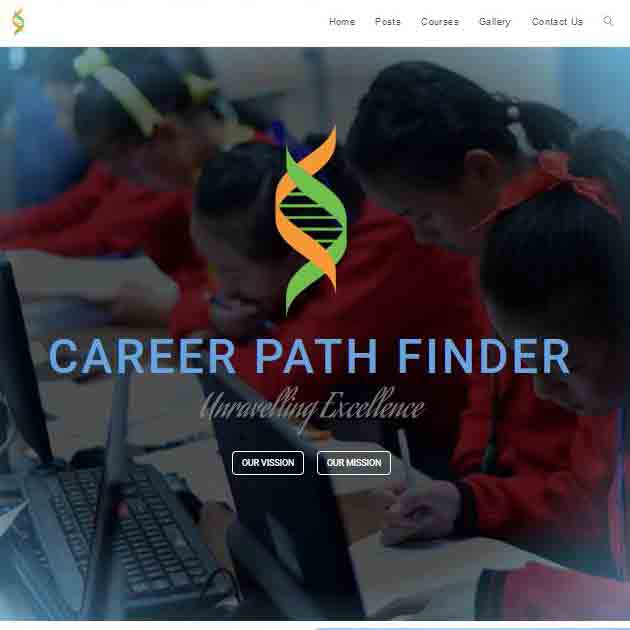 Home Posts Courses Gallery Contact Us
CAREER PATH FINDER
Unravelling Excellence
OUR VISSION OUR MISSION